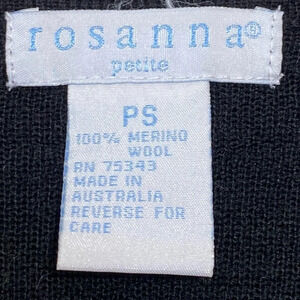 rosanna®
petite
PS
100% MERINO
WOOL
RN 75343
MADE IN
AUSTRALIA
REVERSE FOR
CARE